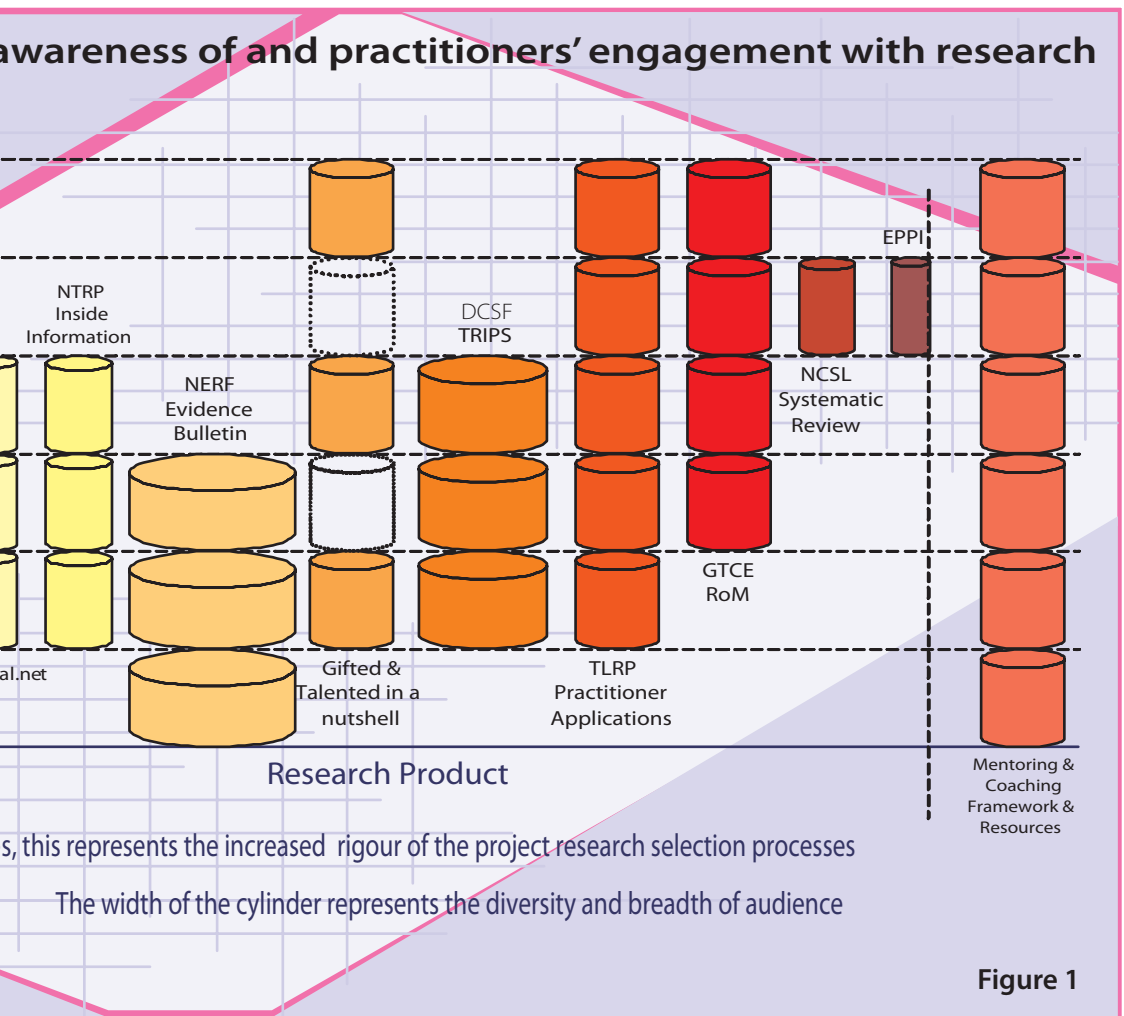 awareness of and practitioners' engagement with research
EPPI
NTRP
Inside
Information
DCSF
TRIPS
NERF
Evidence
Bulletin
NCSL
Systematic
Review
GTCE
RoM
al.net
Gifted &
Talented in a
nutshell
TLRP
Practitioner
Applications
Mentoring &
Coaching
Framework &
Resources
Research Product
s, this represents the increased rigour of the project research selection processes
The width of the cylinder represents the diversity and breadth of audience
Figure 1